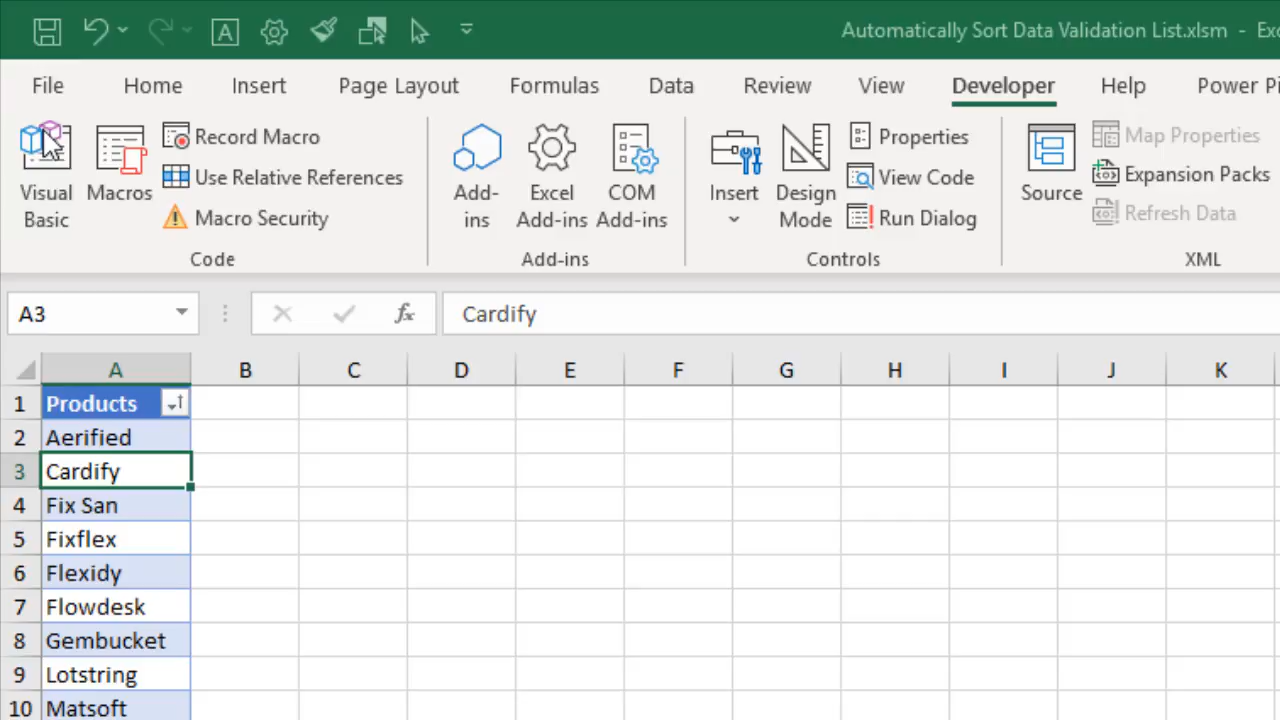 Automatically Sort Data Validation List.xlsm - Exc
File Home Insert Page Layout Formulas Data Review View Developer Help Power Pi
Visual Basic
Macros
Record Macro
Use Relative References
Macro Security
Code
Add-ins
Excel Add-ins
COM Add-ins
Add-ins
Insert
Design Mode
Properties
View Code
Run Dialog
Controls
Source
Map Properties
Expansion Packs
Refresh Data
XML
A3 fx Cardify
A B C D E F G H I J K
1 Products
2 Aerified
3 Cardify
4 Fix San
5 Fixflex
6 Flexidy
7 Flowdesk
8 Gembucket
9 Lotstring
10 Matsoft